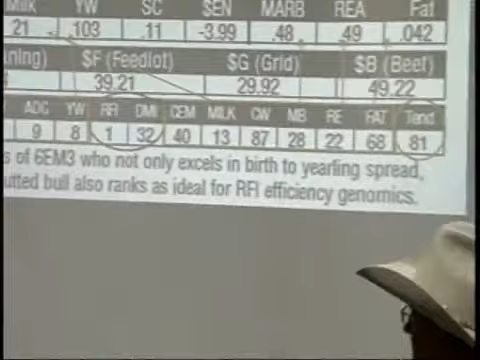 Milk YW SC $EN MARB REA Fat
21 .103 .11 -3.99 .48 .49 .042
ning) $F (Feedlot) $G (Grid) $B (Beef)
39.21 29.92 49.22
ADG YW RFI DMI CEM MILK CW MB RE FAT Tend
9 8 1 32 40 13 87 28 22 68 81
s of 6EM3 who not only excels in birth to yearling spread,
utted bull also ranks as ideal for RFI efficiency genomics.